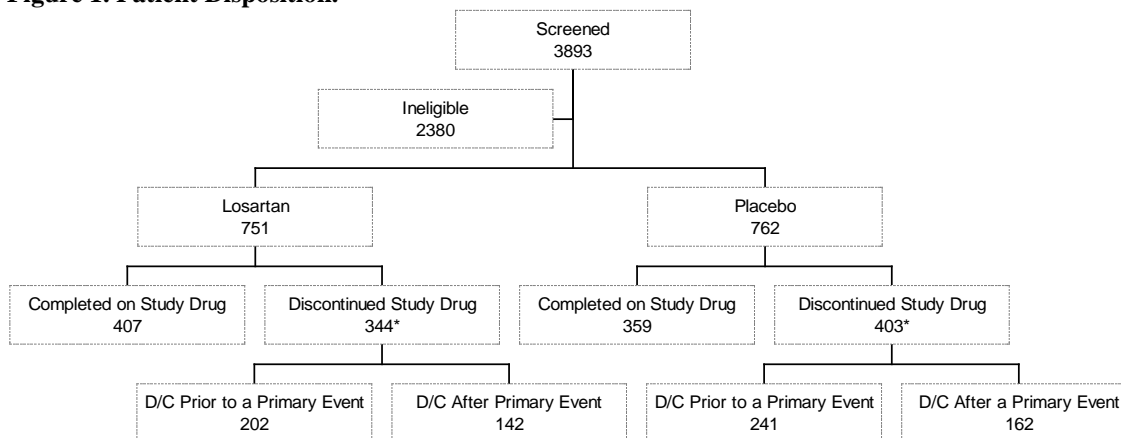 Figure 1. Patient Disposition.
Screened
3893
Ineligible
2380
Losartan
751
Placebo
762
Completed on Study Drug
407
Discontinued Study Drug
344*
Completed on Study Drug
359
Discontinued Study Drug
403*
D/C Prior to a Primary Event
202
D/C After Primary Event
142
D/C Prior to a Primary Event
241
D/C After a Primary Event
162